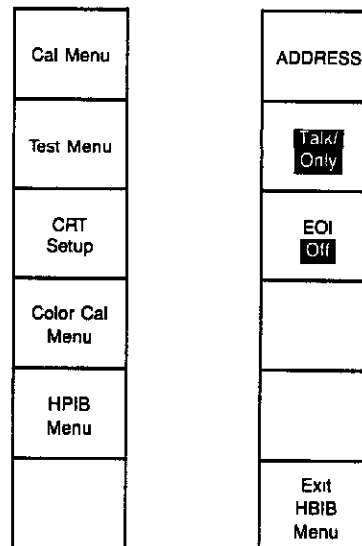 Cal Menu
Test Menu
CRT
Setup
Color Cal
Menu
HPIB
Menu
ADDRESS
Talk/
Only
EOI
Off
Exit
HBIB
Menu